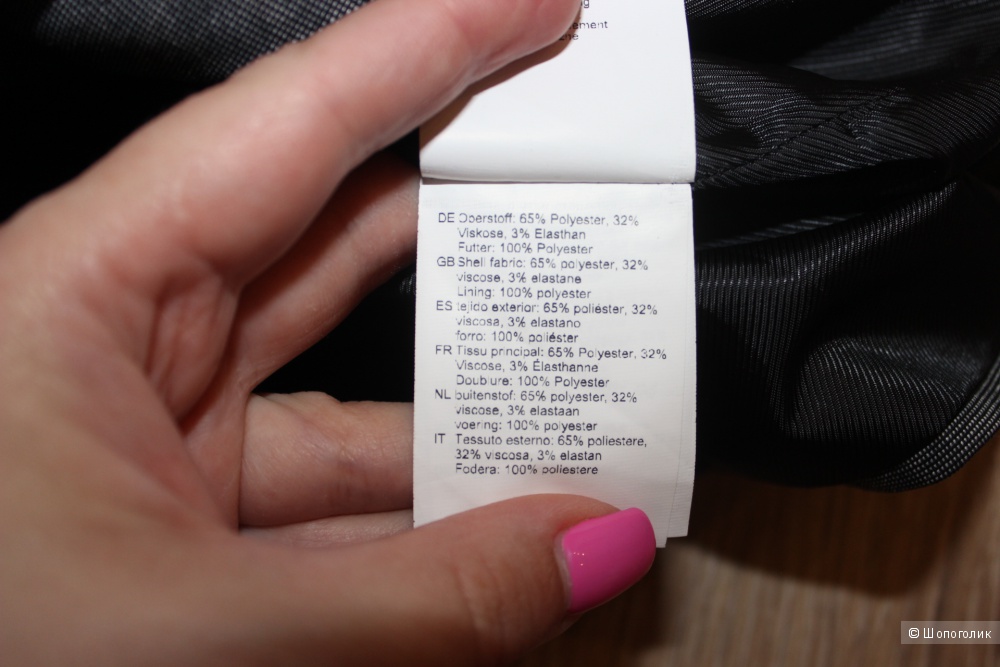 ement
DE Oberstoff: 65% Polyester, 32%
Viskose, 3% Elasthan
Futter: 100% Polyester
GB Shell fabric: 65% polyester, 32%
viscose, 3% elastane
Lining: 100% polyester
ES tejido exterior: 65% poliéster, 32%
viscosa, 3% elastano
forro: 100% poliéster
FR Tissu principal: 65% Polyester, 32%
Viscose, 3% Élasthanne
Doublure: 100% Polyester
NL buitenstof: 65% polyester, 32%
viscose, 3% elastaan
voering: 100% polyester
IT Tessuto esterno: 65% poliestere,
32% viscosa, 3% elastan
Fodera: 100% poliestere
© Шопоголик